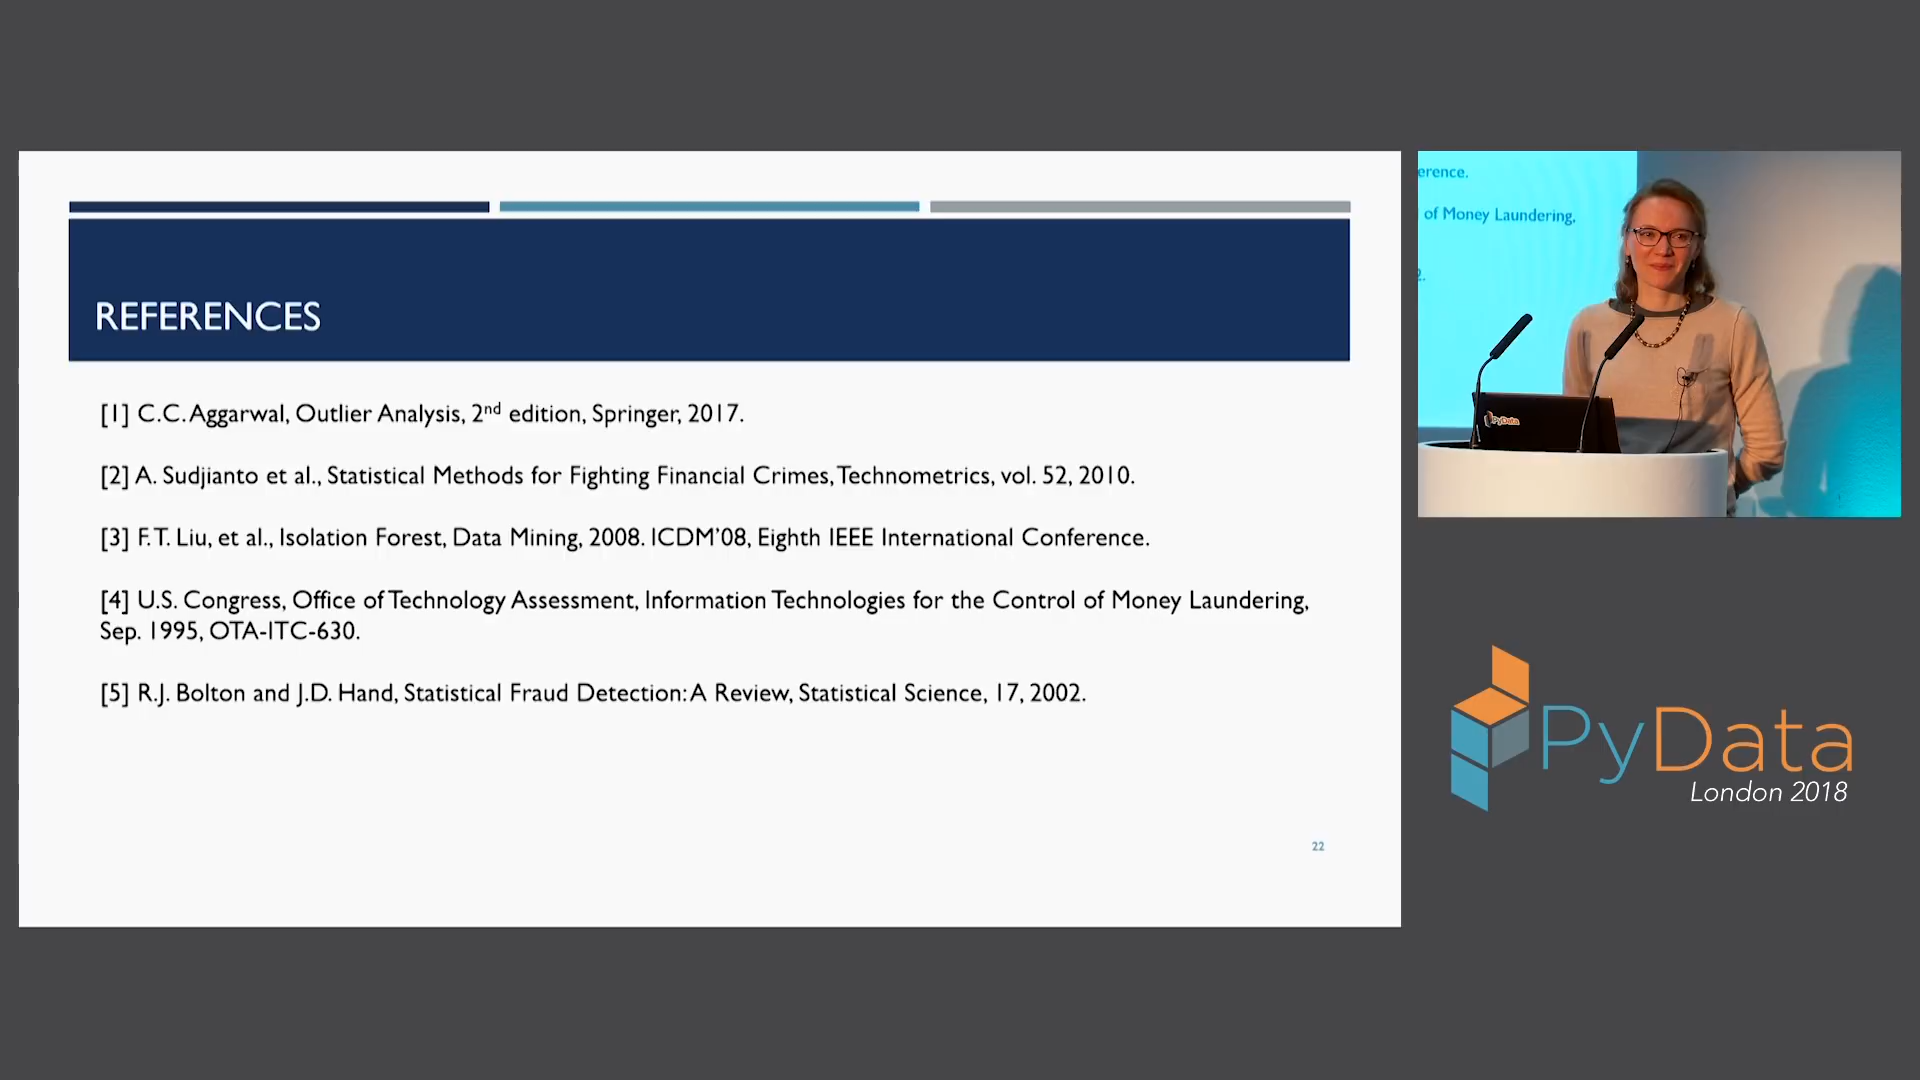 REFERENCES
[1] C.C. Aggarwal, Outlier Analysis, 2nd edition, Springer, 2017.
[2] A. Sudjianto et al., Statistical Methods for Fighting Financial Crimes, Technometrics, vol. 52, 2010.
[3] F.T. Liu, et al., Isolation Forest, Data Mining, 2008. ICDM’08, Eighth IEEE International Conference.
[4] U.S. Congress, Office of Technology Assessment, Information Technologies for the Control of Money Laundering,
Sep. 1995, OTA-ITC-630.
[5] R.J. Bolton and J.D. Hand, Statistical Fraud Detection: A Review, Statistical Science, 17, 2002.
22
erence.
of Money Laundering,
2.
PyData
PyData
London 2018